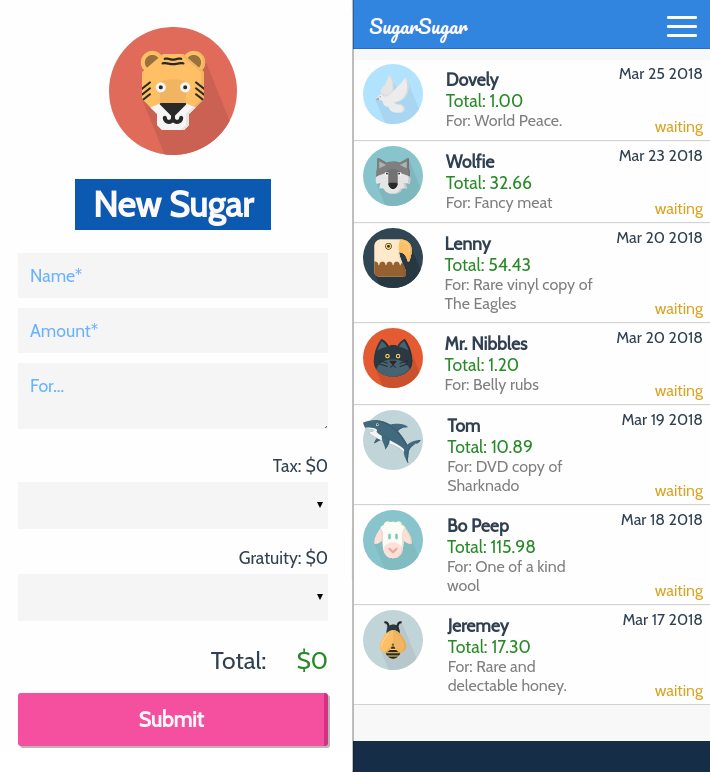 New Sugar
Name*
Amount*
For...
Tax: $0
Gratuity: $0
Total: $0
Submit
SugarSugar
Dovely
Mar 25 2018
Total: 1.00
For: World Peace.
waiting
Wolfie
Mar 23 2018
Total: 32.66
For: Fancy meat
waiting
Lenny
Mar 20 2018
Total: 54.43
For: Rare vinyl copy of
The Eagles
waiting
Mr. Nibbles
Mar 20 2018
Total: 1.20
For: Belly rubs
waiting
Tom
Mar 19 2018
Total: 10.89
For: DVD copy of
Sharknado
waiting
Bo Peep
Mar 18 2018
Total: 115.98
For: One of a kind
wool
waiting
Jeremey
Mar 17 2018
Total: 17.30
For: Rare and
delectable honey.
waiting